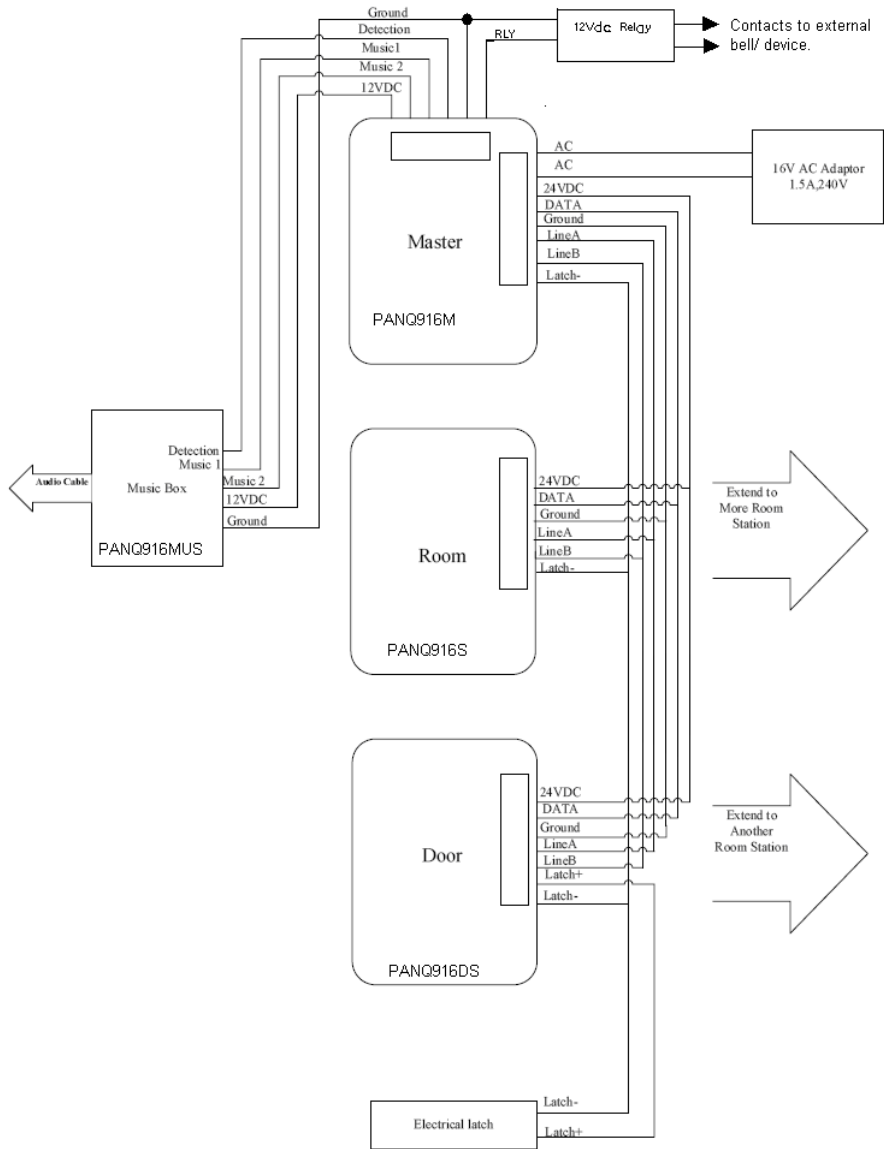 Ground
Detection
Music1
Music 2
12VDC
RLY
12Vdc Relgy
Contacts to external
bell/ device.
AC
AC
24VDC
DATA
Ground
LineA
LineB
Latch-
16V AC Adaptor
1.5A,240V
Master
PANQ916M
Detection
Music 1
Music 2
12VDC
Ground
Audio Cable
Music Box
PANQ916MUS
24VDC
DATA
Ground
LineA
LineB
Latch-
Room
PANQ916S
Extend to
More Room
Station
24VDC
DATA
Ground
LineA
LineB
Latch+
Latch-
Door
PANQ916DS
Extend to
Another
Room Station
Latch-
Electrical latch
Latch+